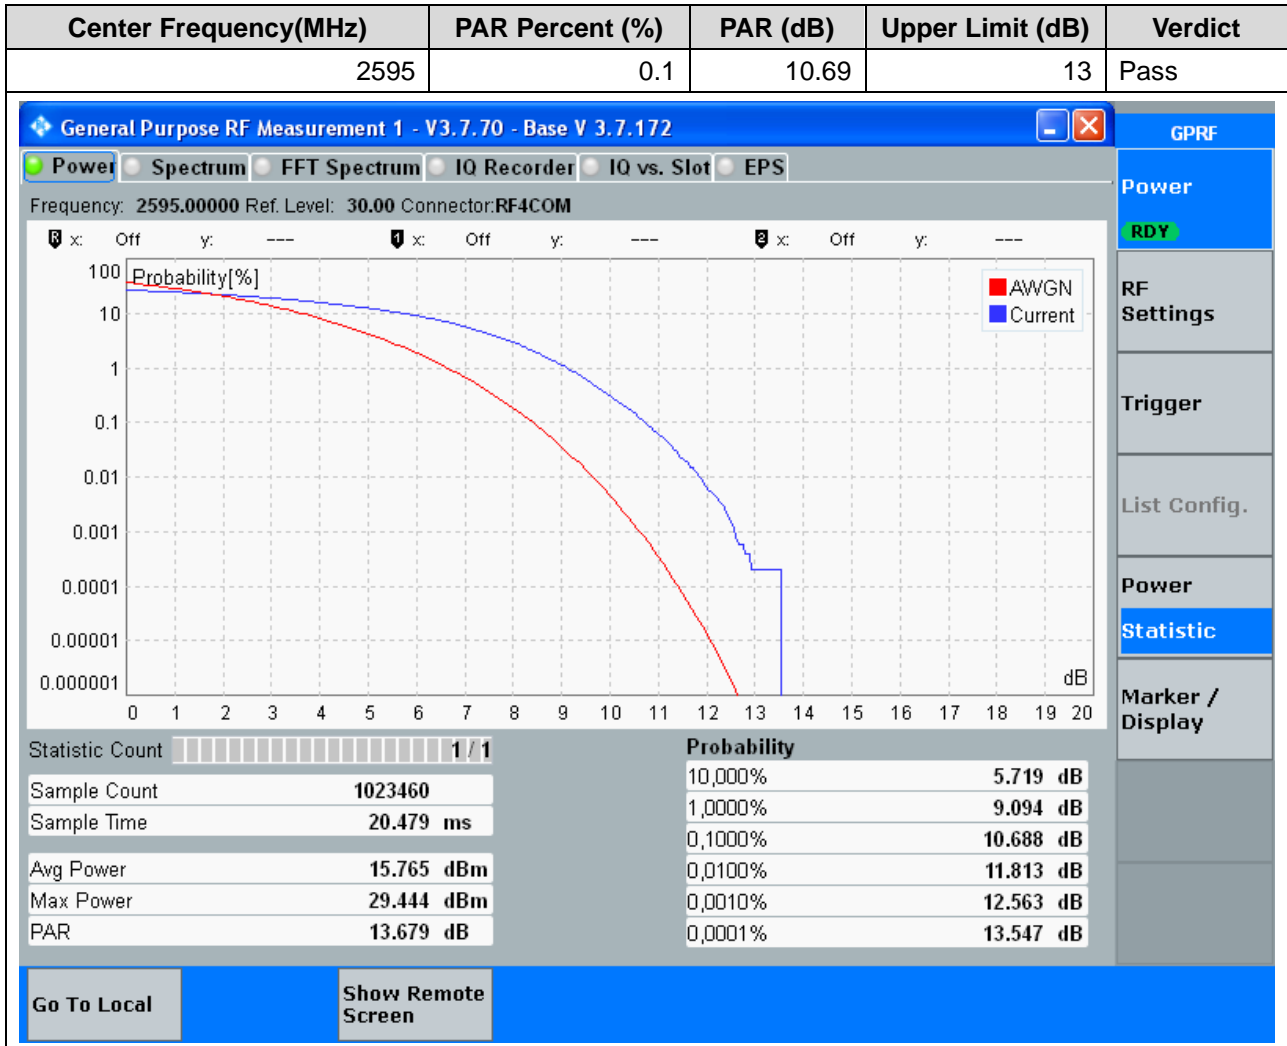 Center Frequency(MHz) PAR Percent (%) PAR (dB) Upper Limit (dB) Verdict
2595 0.1 10.69 13 Pass
General Purpose RF Measurement 1 - V3.7.70 - Base V 3.7.172
GPRF
Power Spectrum FFT Spectrum IQ Recorder IQ vs. Slot EPS
Power
RDY
Frequency: 2595.00000 Ref. Level: 30.00 Connector:RF4COM
R x: Off y: --- 1 x: Off y: --- 2 x: Off y: ---
Probability[%]
AWGN
Current
100
10
1
0.1
0.01
0.001
0.0001
0.00001
0.000001
dB
0 1 2 3 4 5 6 7 8 9 10 11 12 13 14 15 16 17 18 19 20
RF
Settings
Trigger
List Config.
Power
Statistic
Marker /
Display
Statistic Count 1 / 1
Sample Count 1023460
Sample Time 20.479 ms
Avg Power 15.765 dBm
Max Power 29.444 dBm
PAR 13.679 dB
Probability
10,000% 5.719 dB
1,0000% 9.094 dB
0,1000% 10.688 dB
0,0100% 11.813 dB
0,0010% 12.563 dB
0,0001% 13.547 dB
Go To Local
Show Remote
Screen